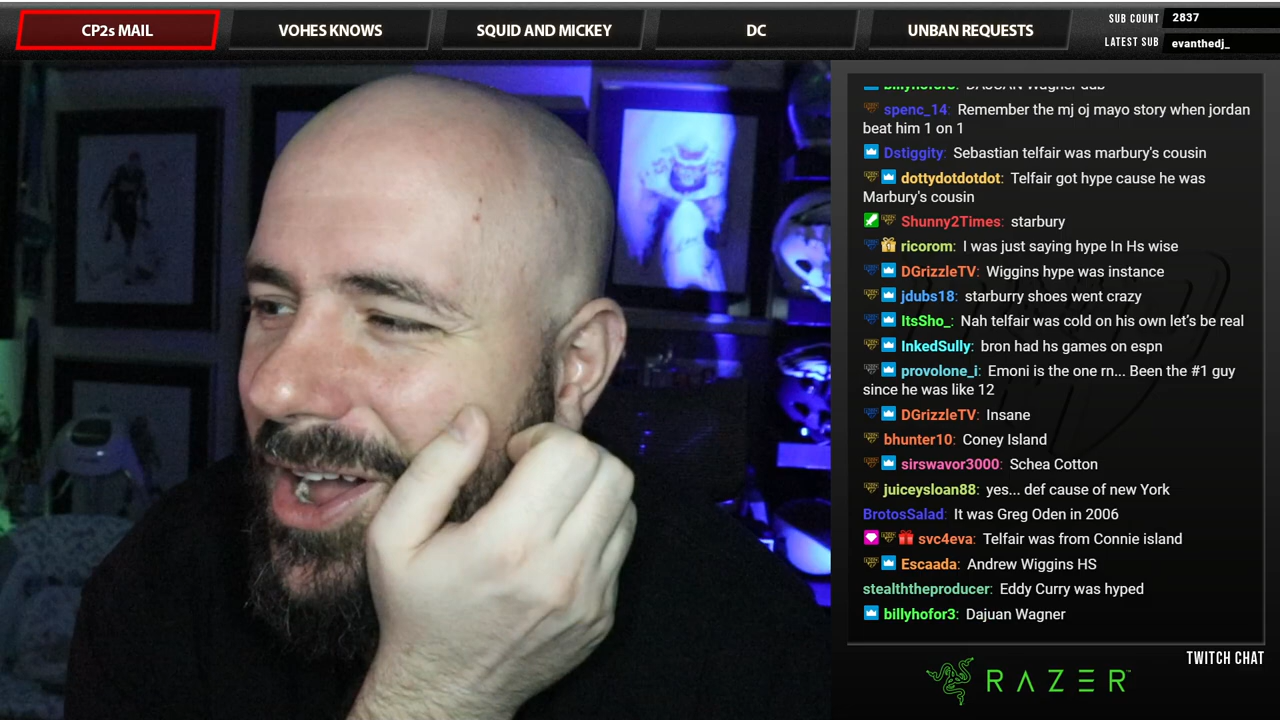 CP2s MAIL
VOHES KNOWS
SQUID AND MICKEY
DC
UNBAN REQUESTS
SUB COUNT 2837
LATEST SUB evanthedj_
spenc_14: Remember the mj oj mayo story when jordan
beat him 1 on 1
Dstiggity: Sebastian telfair was marbury's cousin
dottydotdotdot: Telfair got hype cause he was
Marbury's cousin
Shunny2Times: starbury
ricorom: I was just saying hype In Hs wise
DGrizzleTV: Wiggins hype was instance
jdubs18: starburry shoes went crazy
ItsSho_: Nah telfair was cold on his own let's be real
InkedSully: bron had hs games on espn
provolone_i: Emoni is the one rn... Been the #1 guy
since he was like 12
DGrizzleTV: Insane
bhunter10: Coney Island
sirswavor3000: Schea Cotton
juiceysloan88: yes... def cause of new York
BrotosSalad: It was Greg Oden in 2006
svc4eva: Telfair was from Connie island
Escaada: Andrew Wiggins HS
stealththeproducer: Eddy Curry was hyped
billyhofor3: Dajuan Wagner
TWITCH CHAT
RAZER